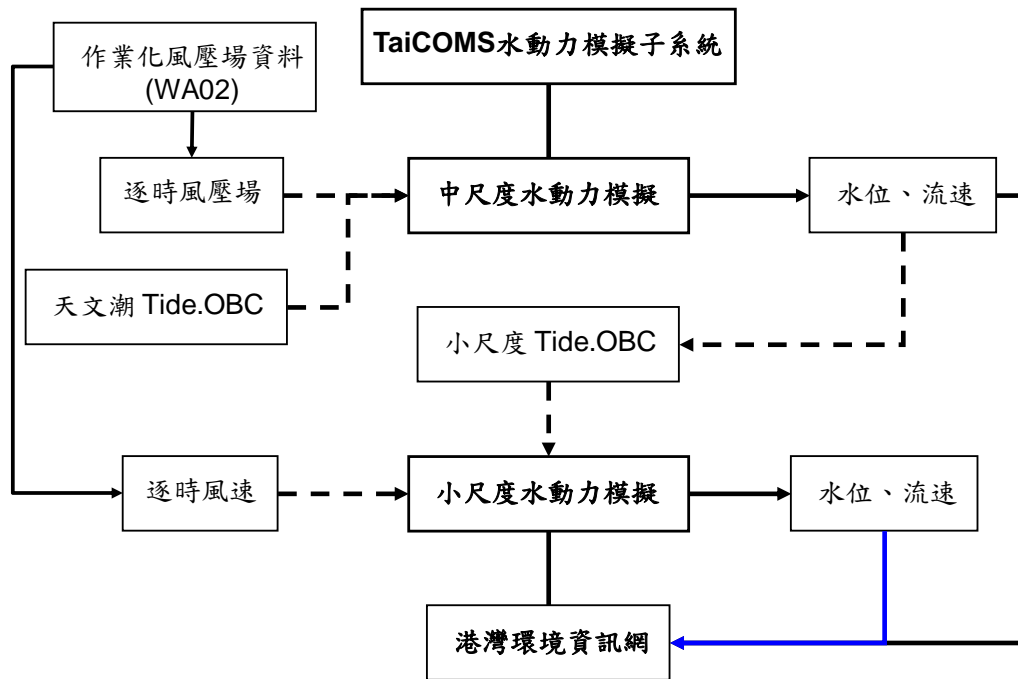 TaiCOMS水動力模擬子系統
作業化風壓場資料
(WA02)
逐時風壓場
中尺度水動力模擬
水位、流速
天文潮 Tide.OBC
小尺度 Tide.OBC
逐時風速
小尺度水動力模擬
水位、流速
港灣環境資訊網